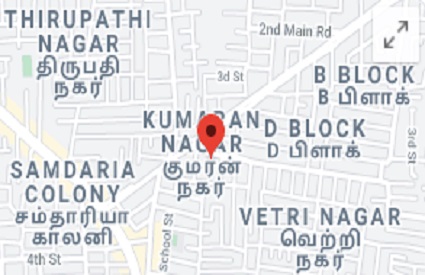 THIRUPATHI
NAGAR
திருபதி
நகர்
2nd Main Rd
3d St
B BLOCK
B பிளாக்
KUMARAN
NAGAR
குமரன்
நகர்
D BLOCK
D பிளாக்
3rd St
SAMDARIA
COLONY
சம்தாரியா
காலனி
4th St
School St
VETRI NAGAR
வெற்றி
நகர்